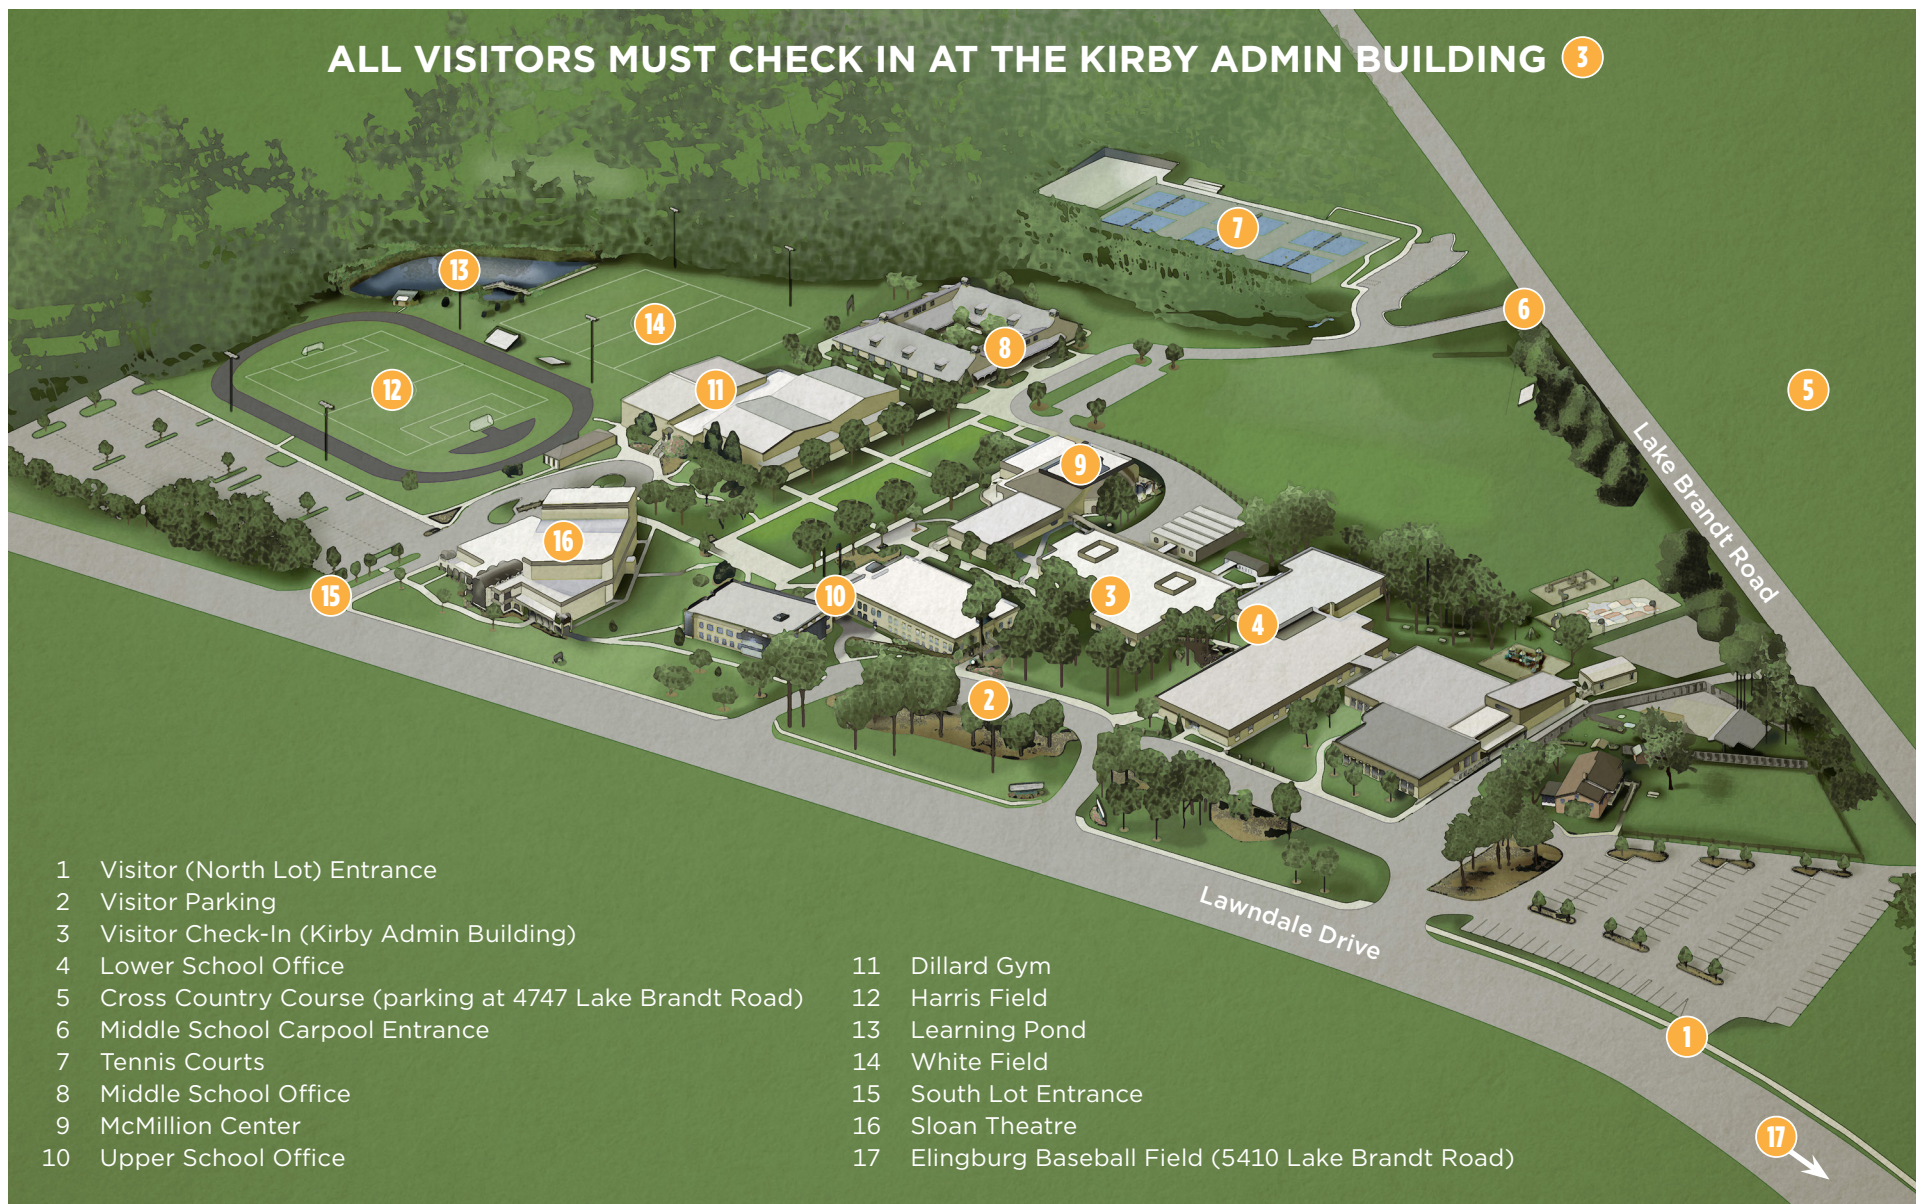 ALL VISITORS MUST CHECK IN AT THE KIRBY ADMIN BUILDING 3
7
13
6
14
8
12
11
5
9
Lake Brandt Road
16
15
10
3
4
2
Lawndale Drive
1
17
1 Visitor (North Lot) Entrance
2 Visitor Parking
3 Visitor Check-In (Kirby Admin Building)
4 Lower School Office
5 Cross Country Course (parking at 4747 Lake Brandt Road)
6 Middle School Carpool Entrance
7 Tennis Courts
8 Middle School Office
9 McMillion Center
10 Upper School Office
11 Dillard Gym
12 Harris Field
13 Learning Pond
14 White Field
15 South Lot Entrance
16 Sloan Theatre
17 Elingburg Baseball Field (5410 Lake Brandt Road)